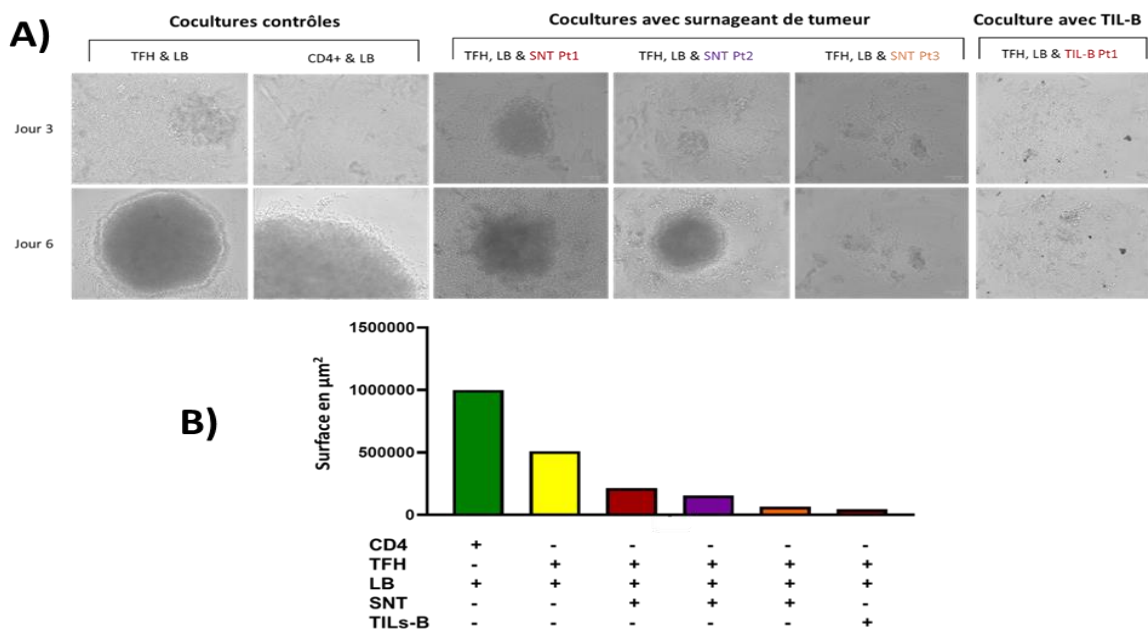 A)
Cocultures contrôles
Cocultures avec surnageant de tumeur
Coculture avec TIL-B
TFH & LB
CD4+ & LB
TFH, LB & SNT Pt1
TFH, LB & SNT Pt2
TFH, LB & SNT Pt3
TFH, LB & TIL-B Pt1
Jour 3
Jour 6
B)
Surface en µm²
1500000
1000000
500000
0
CD4 + - - - - -
TFH - + + + + +
LB + + + + + +
SNT - - + + + -
TILs-B - - - - - +